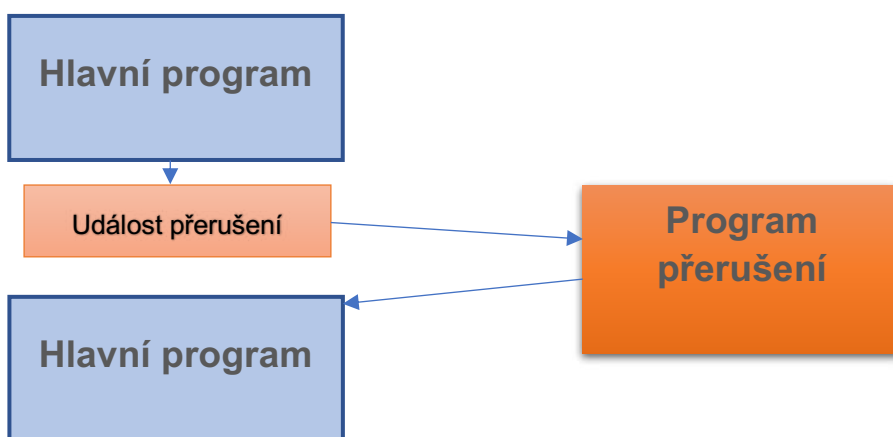 Hlavní program
Událost přerušení
Program
přerušení
Hlavní program